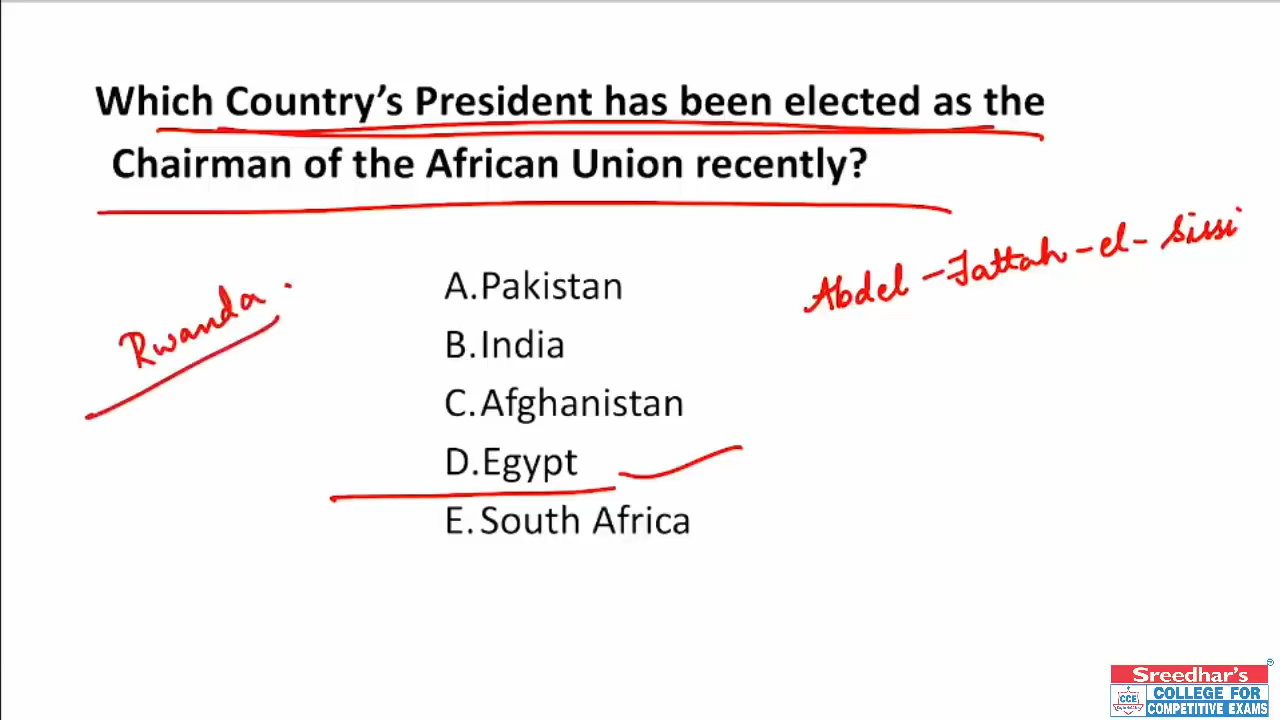 Which Country’s President has been elected as the
Chairman of the African Union recently?
Abdel - Fattah - el - Sissi
Rwanda.
A.Pakistan
B.India
C.Afghanistan
D.Egypt
E.South Africa
Sreedhar's
CCE
COLLEGE FOR
COMPETITIVE EXAMS